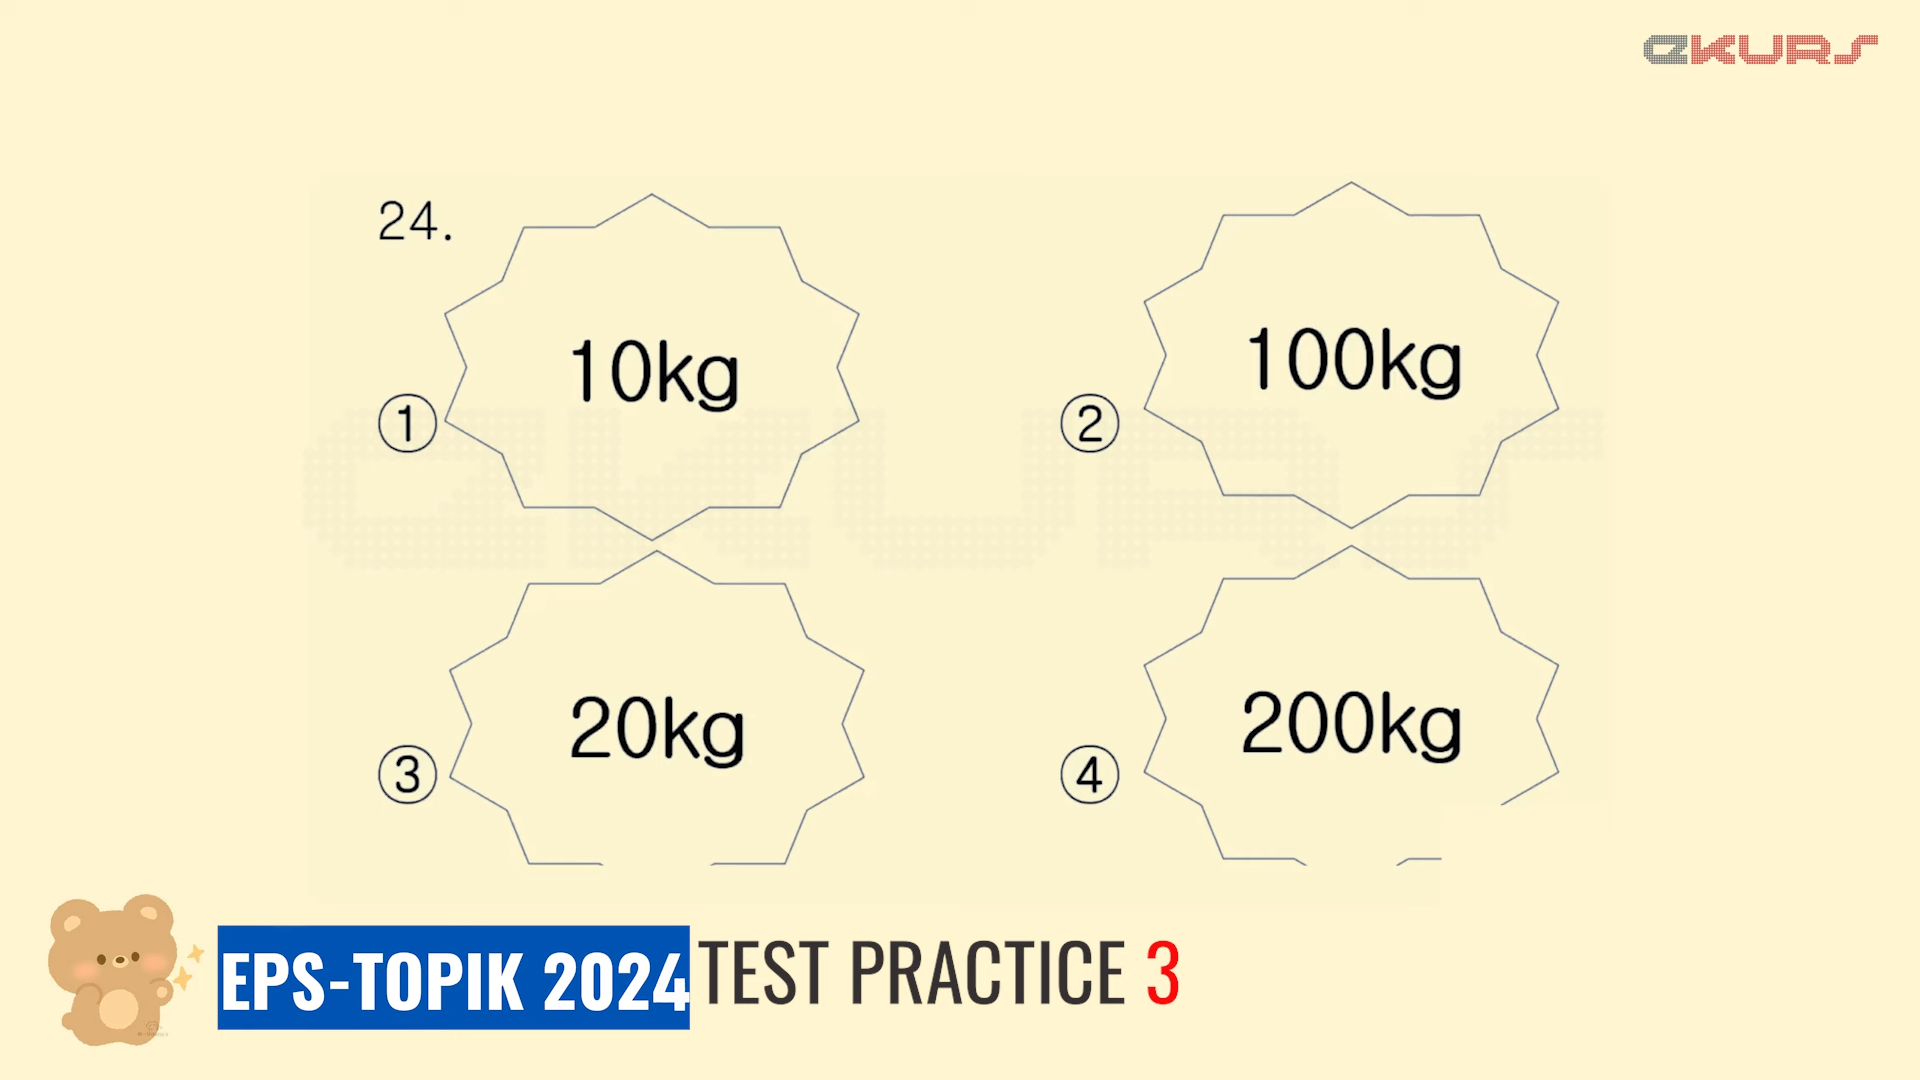 eKURS
24.
① 10kg
② 100kg
③ 20kg
④ 200kg
EPS-TOPIK 2024 TEST PRACTICE 3